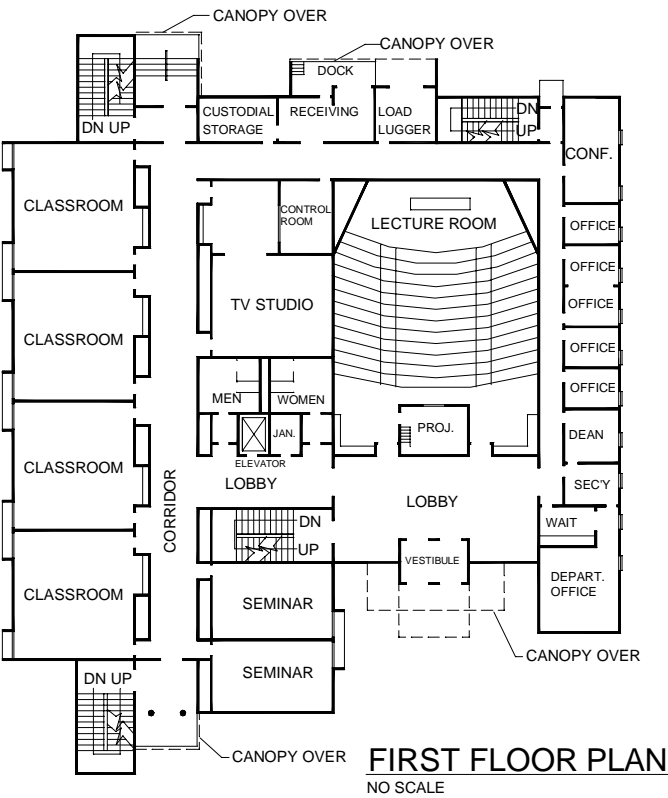 CANOPY OVER
CANOPY OVER
DOCK
CUSTODIAL
STORAGE
RECEIVING
LOAD
LUGGER
DN
UP
DN UP
CONF.
CLASSROOM
CONTROL
ROOM
LECTURE ROOM
OFFICE
OFFICE
TV STUDIO
OFFICE
CLASSROOM
OFFICE
OFFICE
MEN
WOMEN
PROJ.
JAN.
DEAN
ELEVATOR
CLASSROOM
LOBBY
SEC'Y
LOBBY
CORRIDOR
DN
UP
WAIT
VESTIBULE
DEPART.
OFFICE
CLASSROOM
SEMINAR
CANOPY OVER
SEMINAR
DN UP
CANOPY OVER
FIRST FLOOR PLAN
NO SCALE